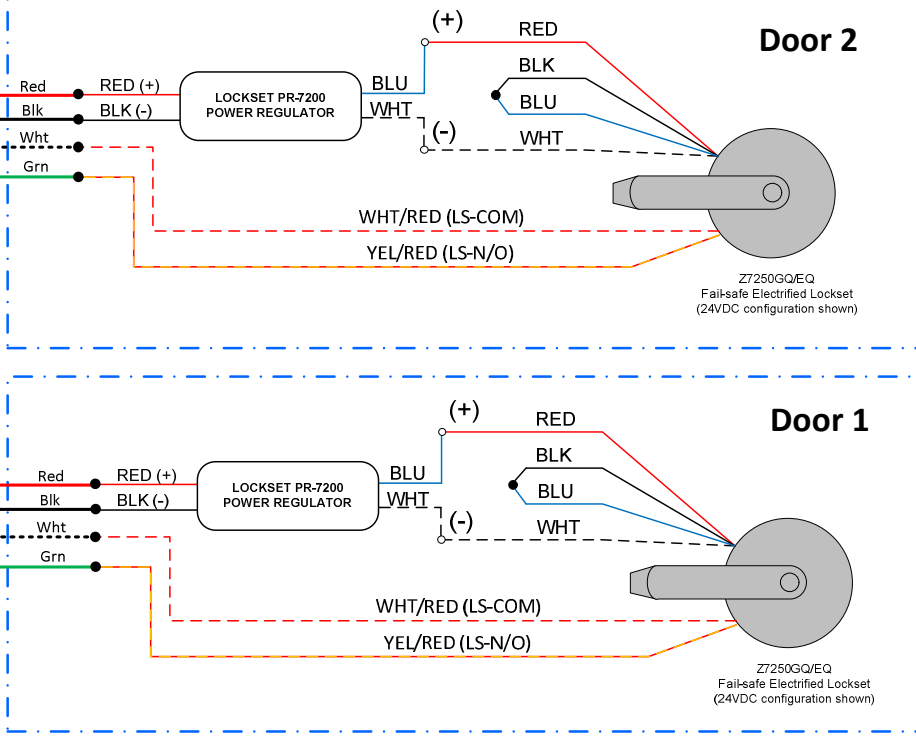 Door 2
(+)
RED
BLK
BLU
BLU
WHT
(-)
WHT
Red
RED (+)
Blk
BLK (-)
Wht
Grn
LOCKSET PR-7200
POWER REGULATOR
WHT/RED (LS-COM)
YEL/RED (LS-N/O)
Z7250GQ/EQ
Fail-safe Electrified Lockset
(24VDC configuration shown)
Door 1
(+)
RED
BLK
BLU
BLU
WHT
(-)
WHT
Red
RED (+)
Blk
BLK (-)
Wht
Grn
LOCKSET PR-7200
POWER REGULATOR
WHT/RED (LS-COM)
YEL/RED (LS-N/O)
Z7250GQ/EQ
Fail-safe Electrified Lockset
(24VDC configuration shown)